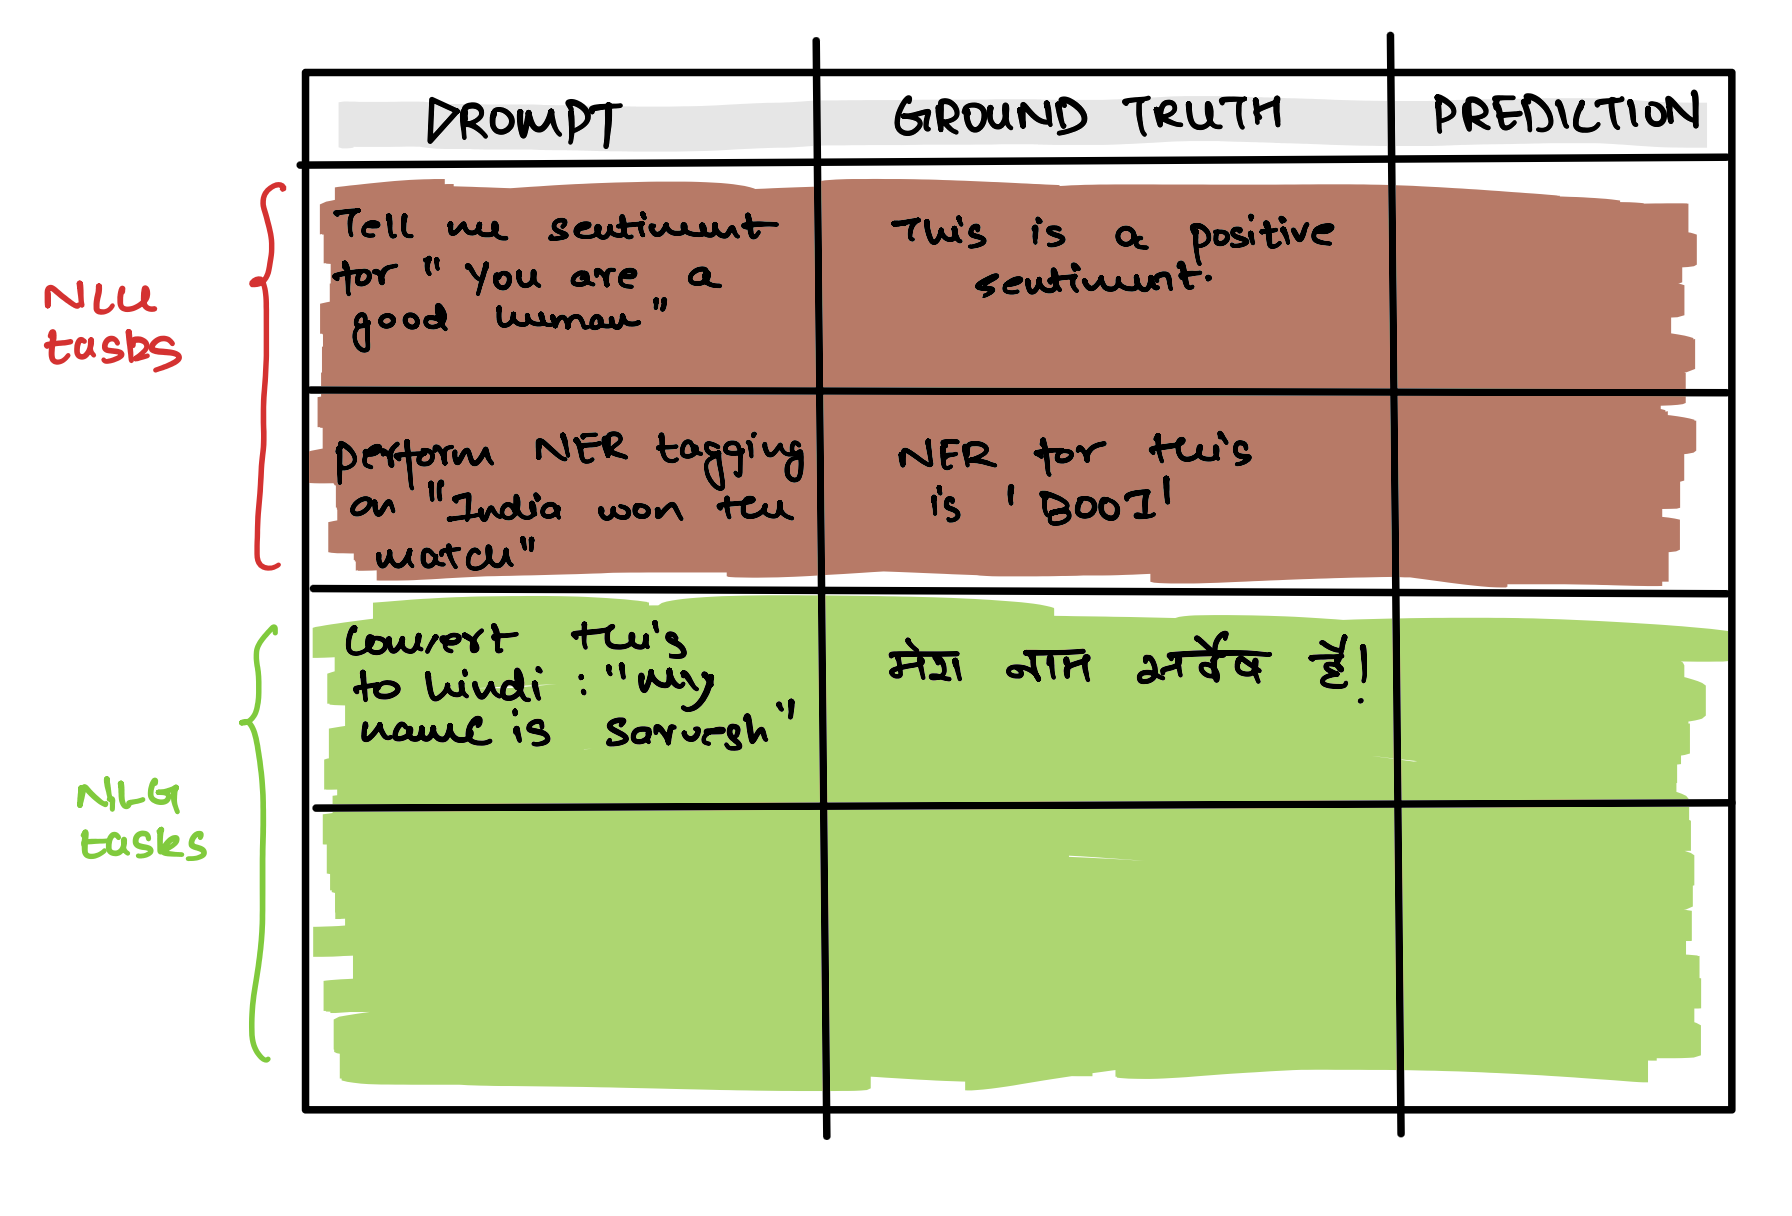 PROMPT
GROUND TRUTH
PREDICTION
NLU
tasks
Tell me sentiment
for "You are a
good human"
This is a positive
sentiment.
perform NER tagging
on "India won the
match"
NER for this
is 'BOOI'
NLG
tasks
Convert this
to hindi : "My
name is Sarvesh"
मेरा नाम है!